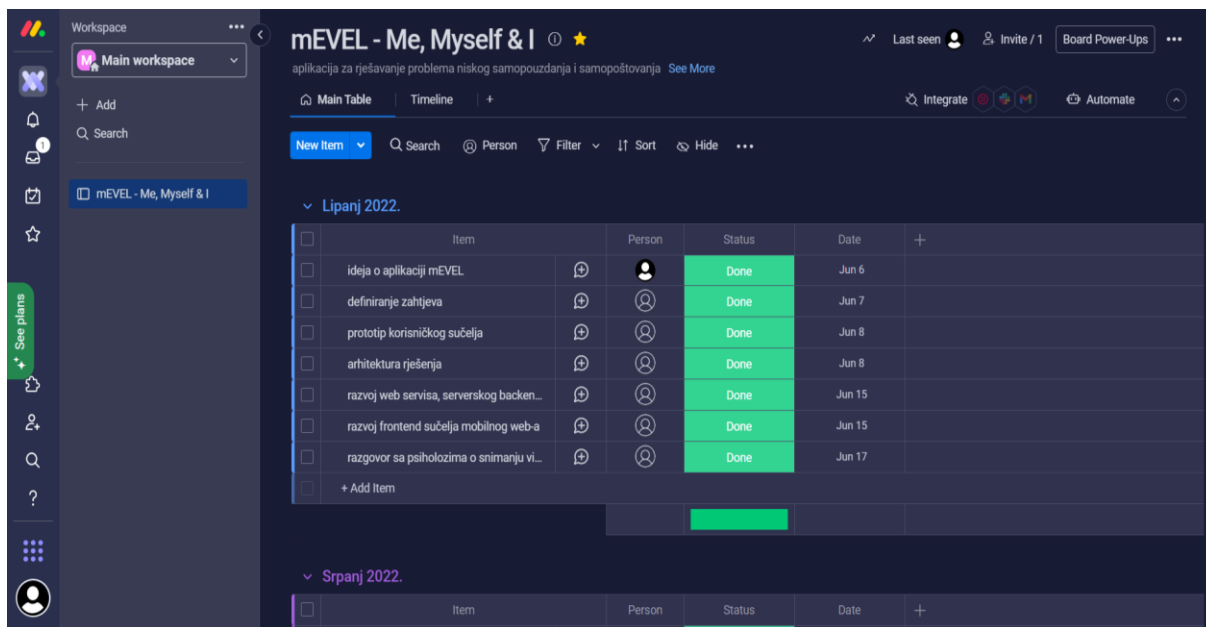 Workspace
M Main workspace
+ Add
Search
mEVEL - Me, Myself & I
1
See plans
?
mEVEL - Me, Myself & I
Last seen
Invite / 1
Board Power-Ups
aplikacija za rješavanje problema niskog samopouzdanja i samopoštovanja See More
Main Table
Timeline
+
Integrate
M
Automate
New Item
Search
Person
Filter
Sort
Hide
Lipanj 2022.
Item Person Status Date +
ideja o aplikaciji mEVEL Done Jun 6
definiranje zahtjeva Done Jun 7
prototip korisničkog sučelja Done Jun 8
arhitektura rješenja Done Jun 8
razvoj web servisa, serverskog backen... Done Jun 15
razvoj frontend sučelja mobilnog web-a Done Jun 15
razgovor sa psiholozima o snimanju vi... Done Jun 17
+ Add Item
Srpanj 2022.
Item Person Status Date +